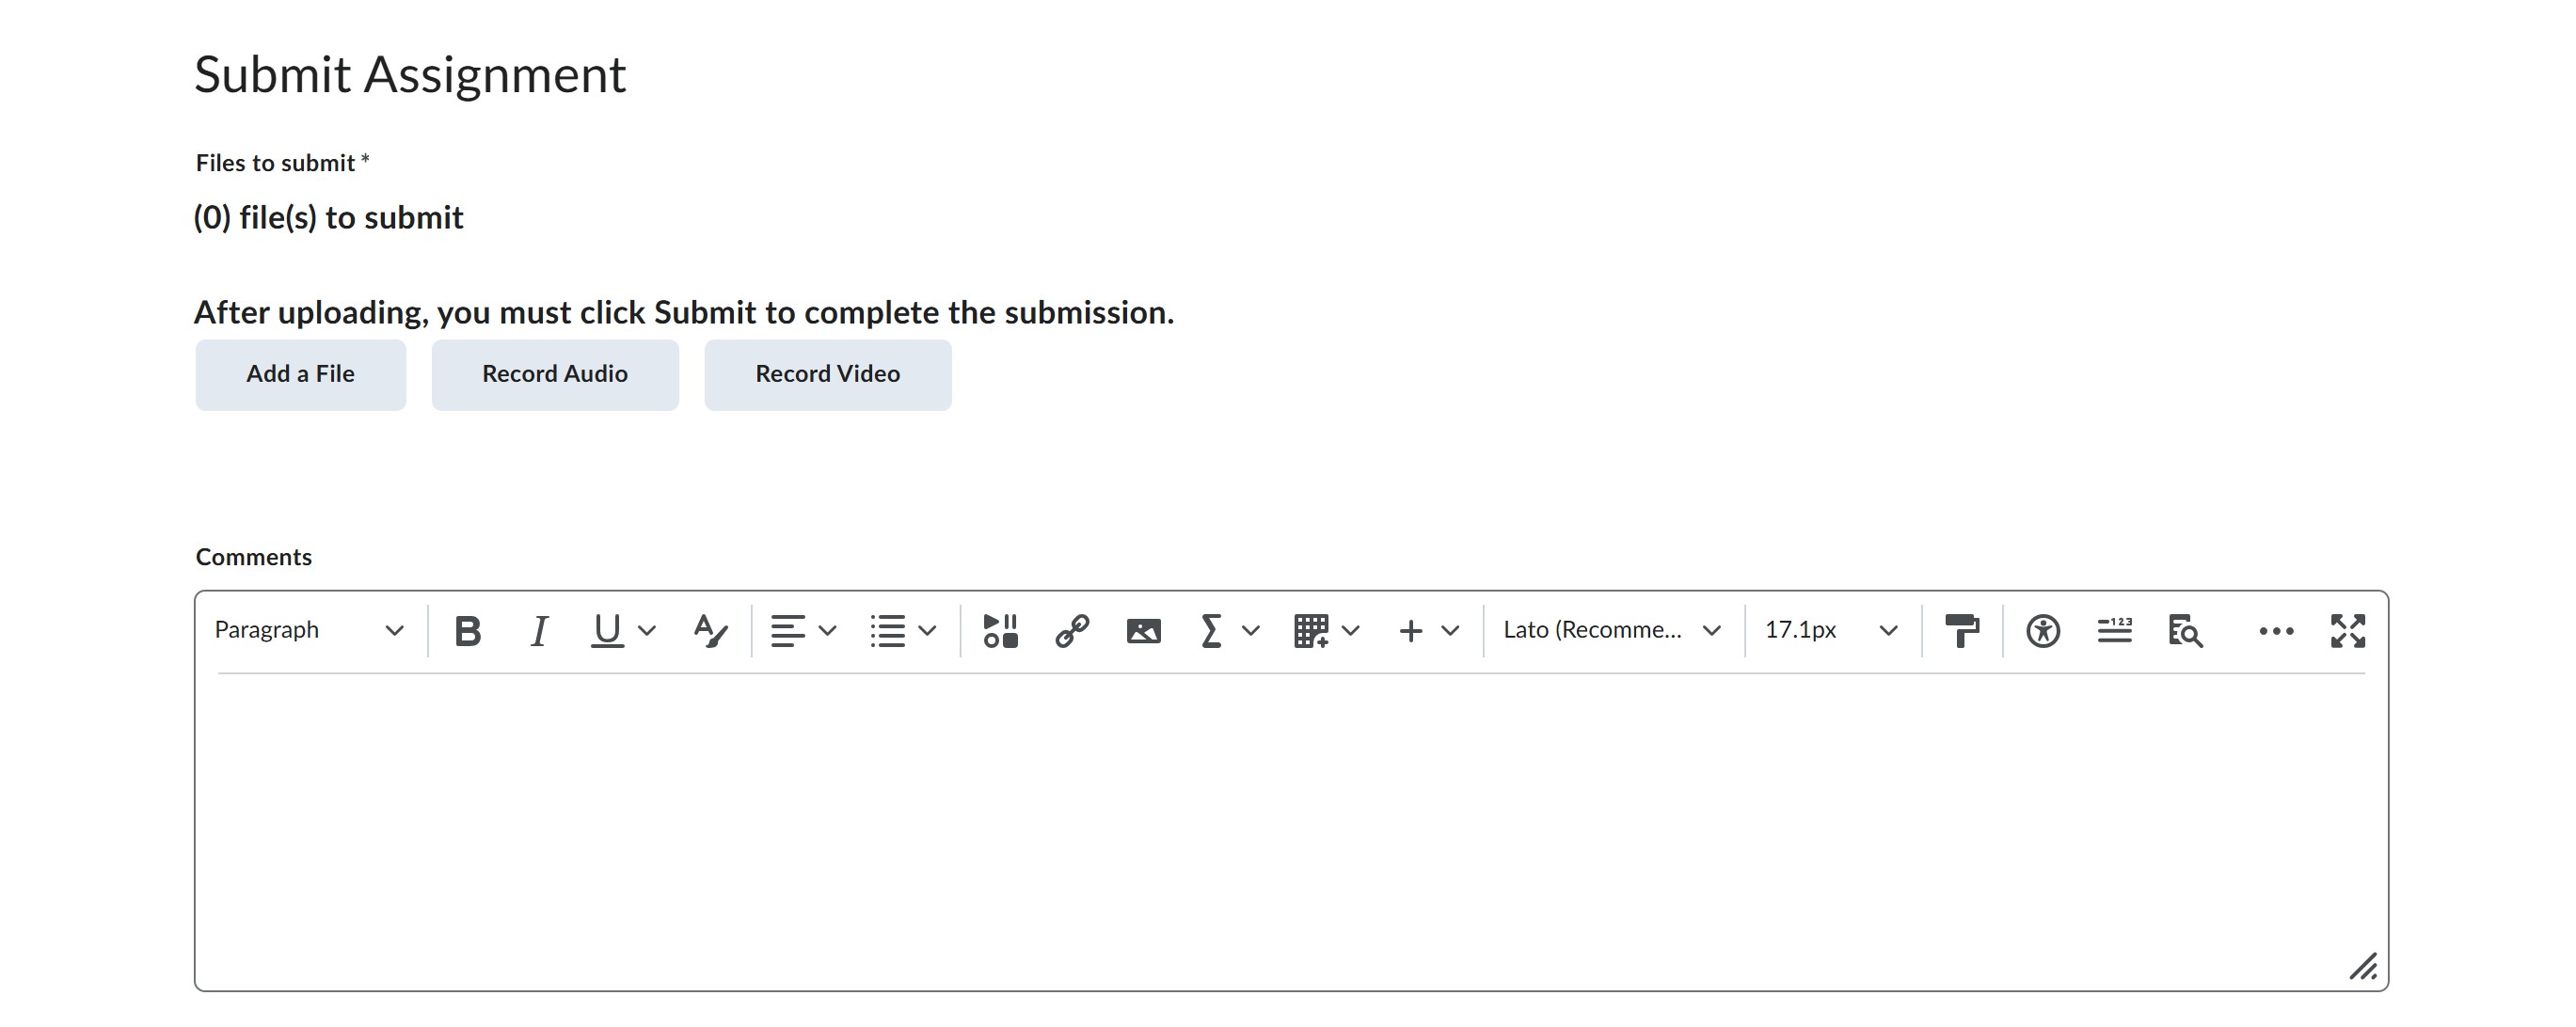 Submit Assignment
Files to submit *
(0) file(s) to submit
After uploading, you must click Submit to complete the submission.
Add a File Record Audio Record Video
Comments
Paragraph B I U A Σ + Lato (Recomme... 17.1px 123